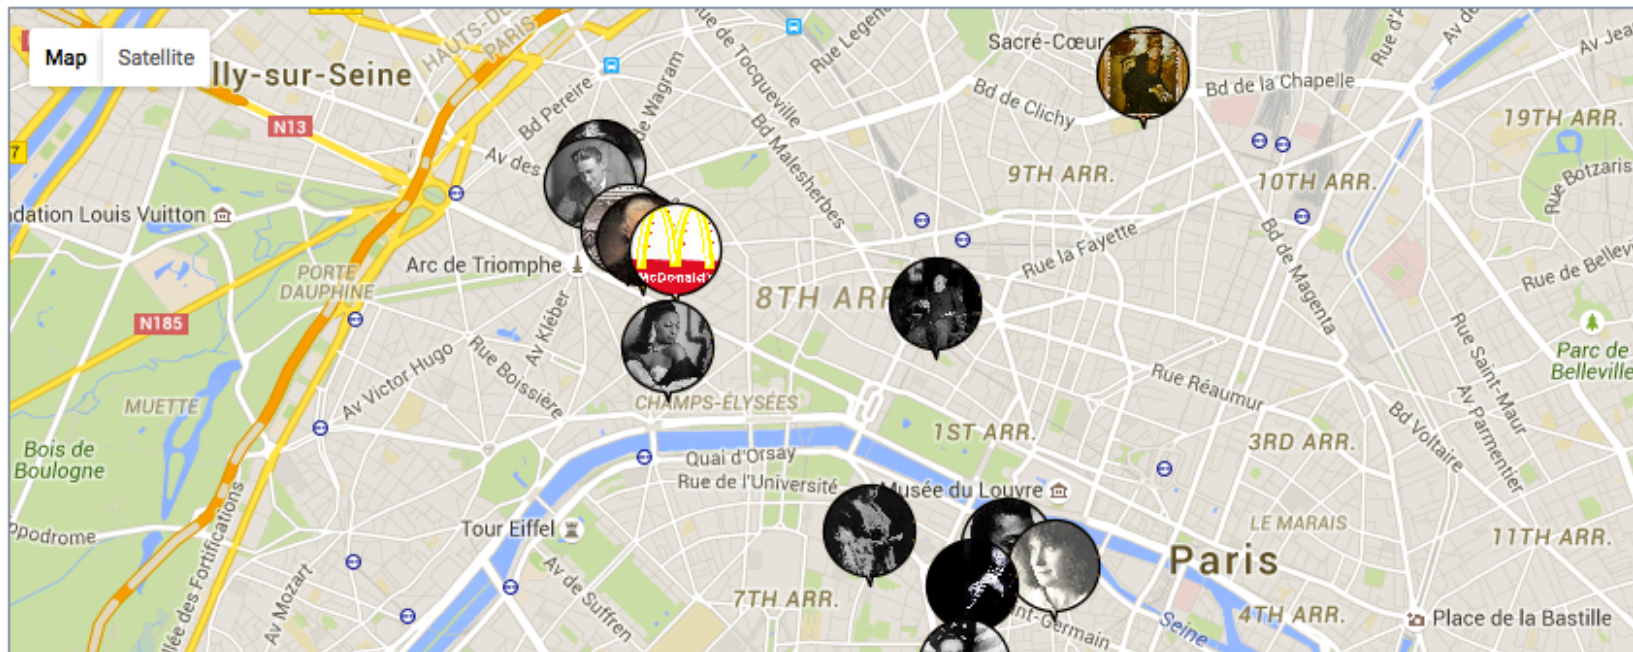 Map
Satellite
lly-sur-Seine
HAUTS-DE
PARIS
Rue de Tocqueville
Rue Legen
Sacré-Cœur
Bd de la Chapelle
Rue d'
Av de
Av Jea
N13
7
Bd Pereire
de Wagram
Bd de Clichy
19TH ARR.
Av des
Bd Malesherbes
9TH ARR.
10TH ARR.
Rue Botzaris
ndation Louis Vuitton
Arc de Triomphe
PORTE
DAUPHINE
McDonald's
8TH ARR
Rue la Fayette
Bd de Magenta
Rue de Bellev
N185
Av Kléber
Av Victor Hugo
Rue Boissière
Rue Saint-Maur
Parc de
Belleville
Rue Réaumur
Av Parmentier
MUETTE
CHAMPS-ÉLYSÉES
Bd Voltaire
Bois de
Boulogne
1ST ARR.
3RD ARR.
Quai d'Orsay
Rue de l'Université
Musée du Louvre
ppodrome
llée des Fortifications
Tour Eiffel
LE MARAIS
11TH ARR.
Paris
Av Mozart
Av de Suffren
7TH ARR.
nt-Germain
Seine
4TH ARR.
Place de la Bastille